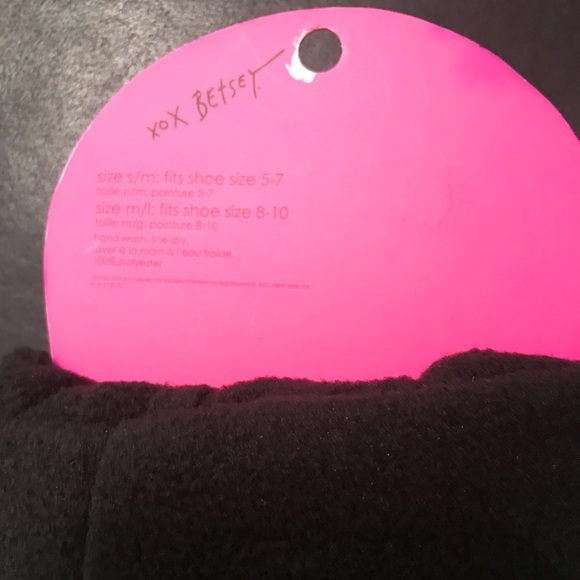 xox BETSEY.
size s/m: fits shoe size 5-7
taille p/m: pointure 5-7
size m/l: fits shoe size 8-10
taille m/g: pointure 8-10
hand wash. line dry.
laver à la main à l'eau froide.
100% polyester